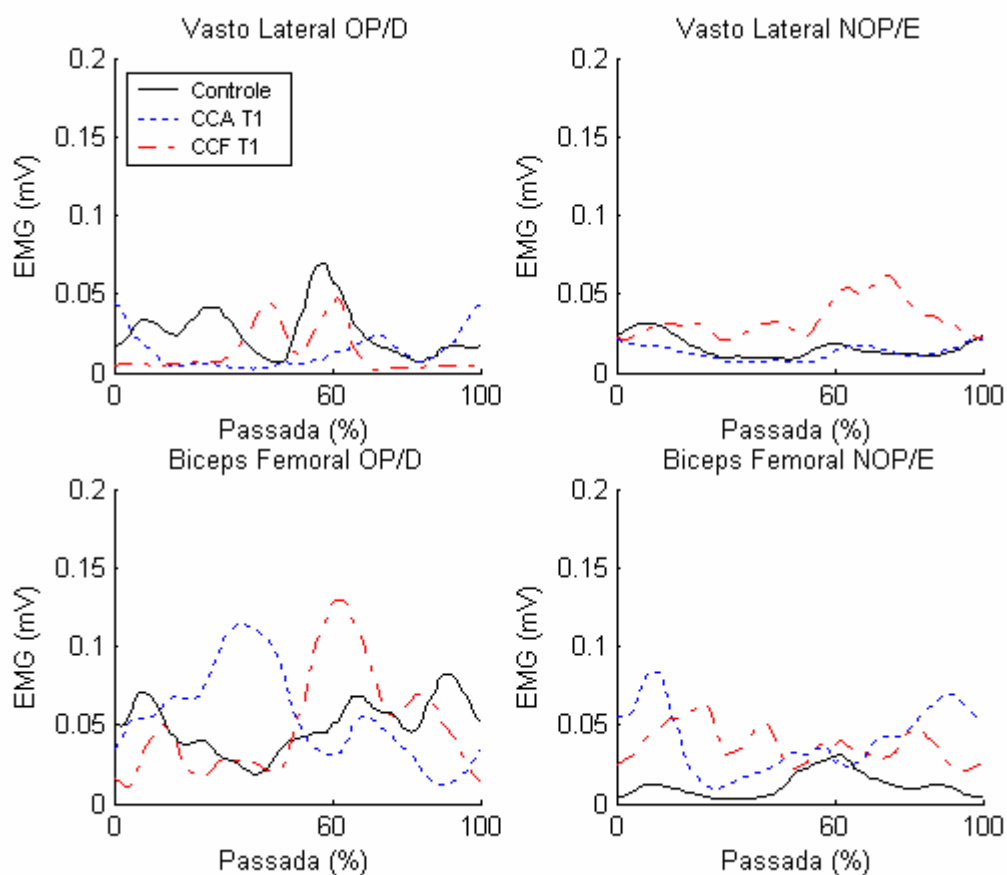 Vasto Lateral OP/D
0.2
0.15
0.1
0.05
0
EMG (mV)
Controle
CCA T1
CCF T1
0 60 100
Passada (%)
Vasto Lateral NOP/E
0.2
0.15
0.1
0.05
0
EMG (mV)
0 60 100
Passada (%)
Biceps Femoral OP/D
0.2
0.15
0.1
0.05
0
EMG (mV)
0 60 100
Passada (%)
Biceps Femoral NOP/E
0.2
0.15
0.1
0.05
0
EMG (mV)
0 60 100
Passada (%)